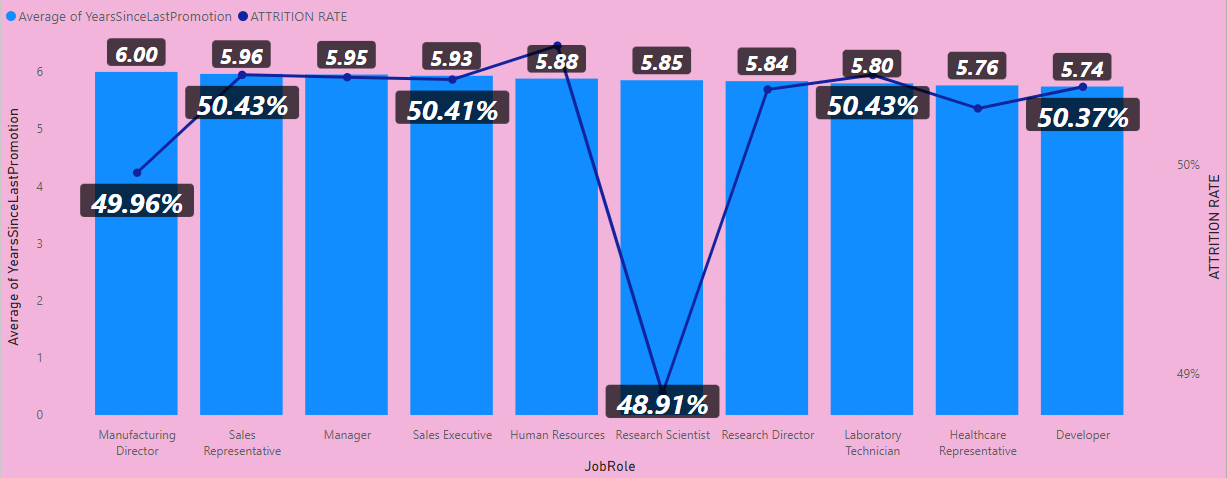 Average of YearsSinceLastPromotion ATTRITION RATE
6.00 5.96 5.95 5.93 5.88 5.85 5.84 5.80 5.76 5.74
49.96% 50.43% 50.41% 48.91% 50.43% 50.37%
Average of YearsSinceLastPromotion
6
5
4
3
2
1
0
50%
49%
ATTRITION RATE
Manufacturing
Director
Sales
Representative
Manager
Sales Executive
Human Resources
Research Scientist
Research Director
Laboratory
Technician
Healthcare
Representative
Developer
JobRole